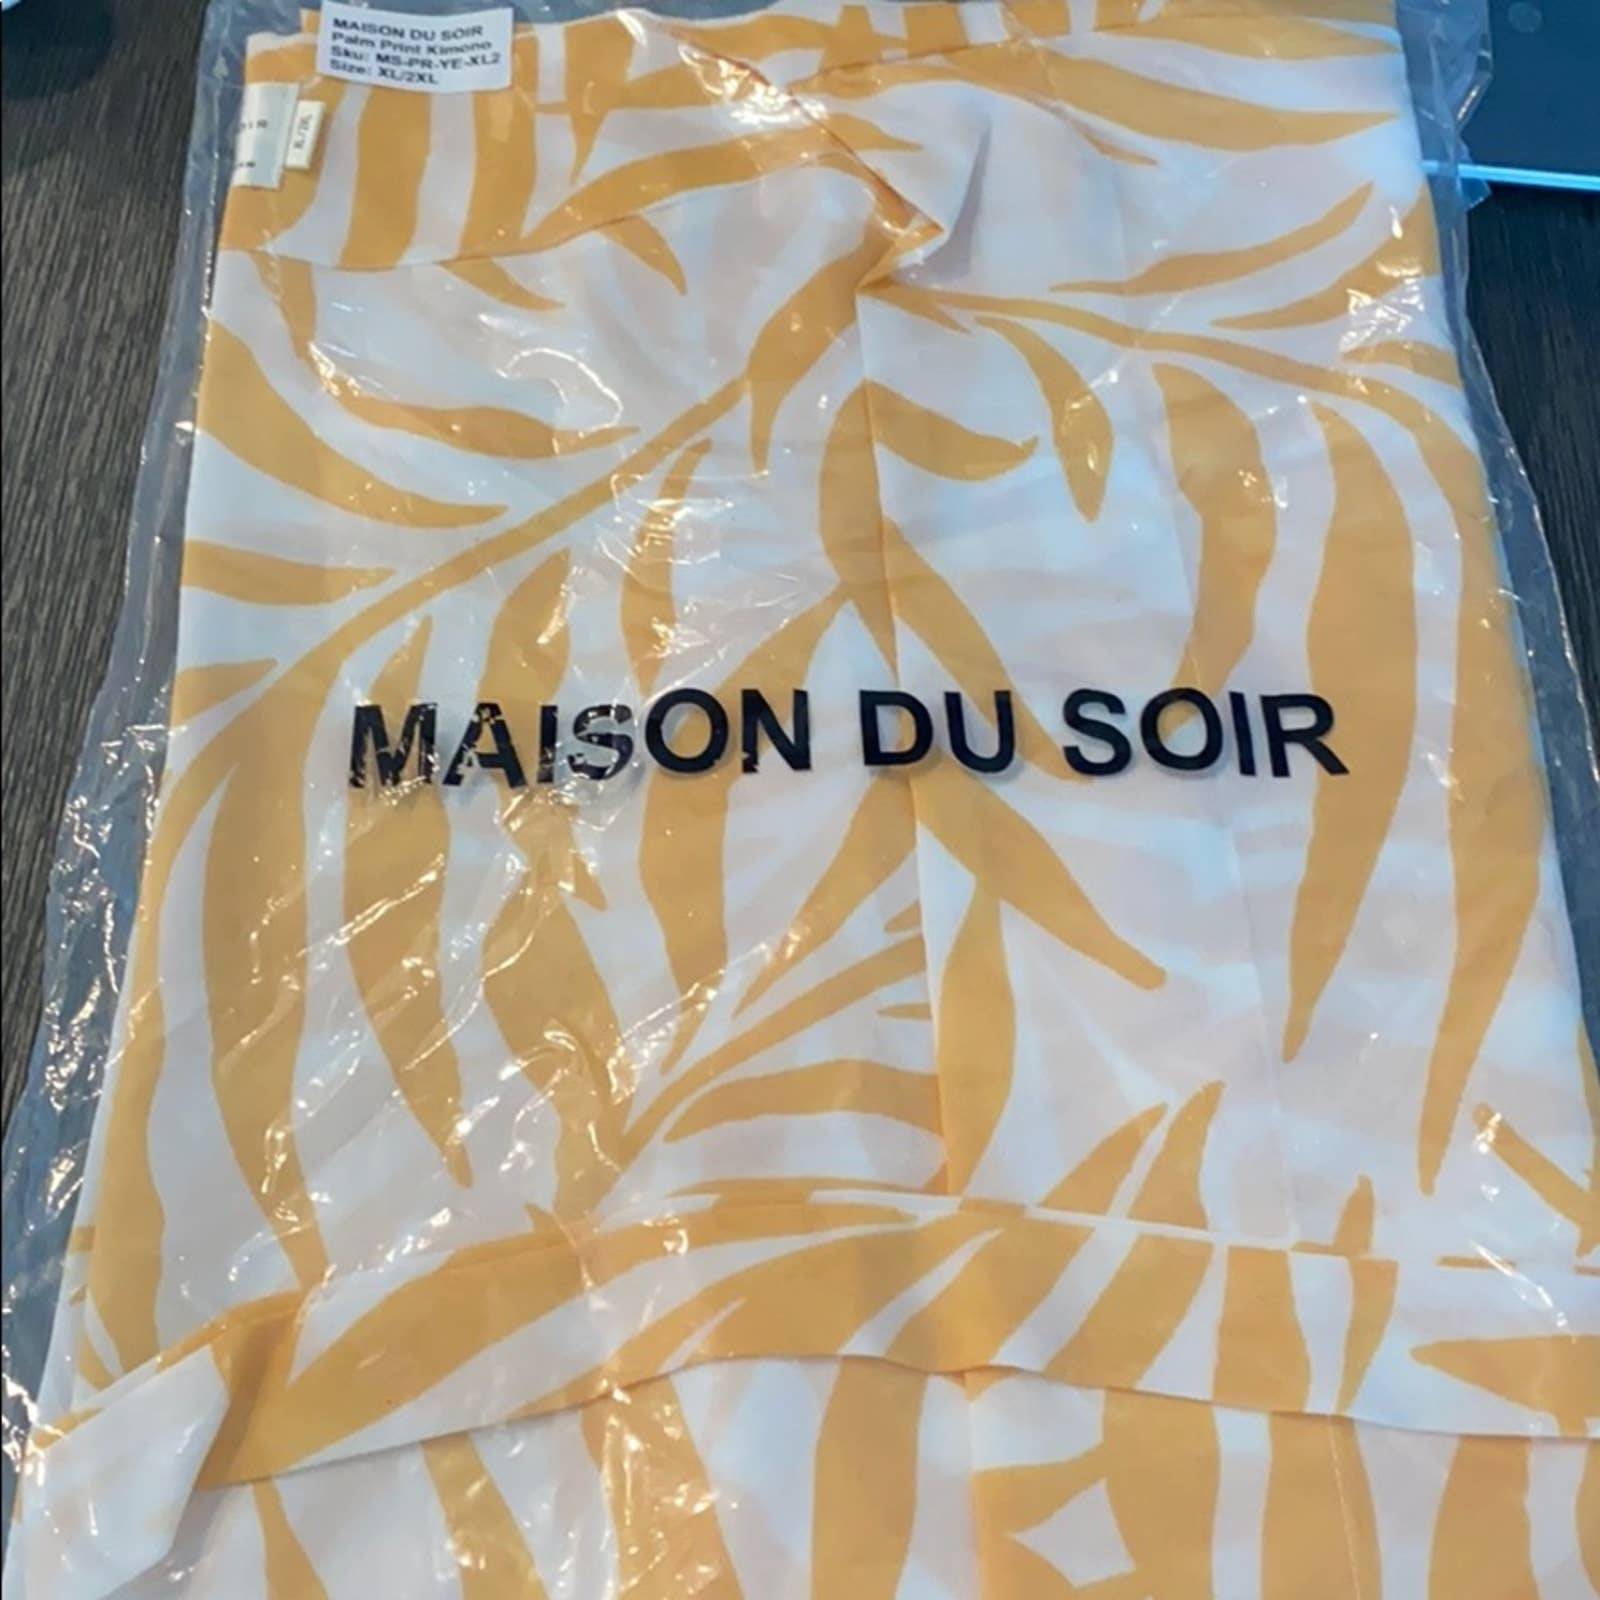 MAISON DU SOIR
Palm Print Kimono
Sku: MS-PR-YE-XL2
Size: XL/2XL
XL/2XL
MAISON DU SOIR